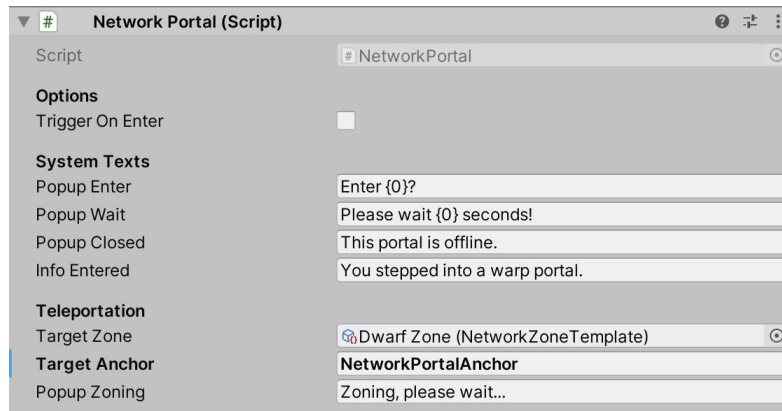 Network Portal (Script)
Script # NetworkPortal
Options
Trigger On Enter
System Texts
Popup Enter Enter {0}?
Popup Wait Please wait {0} seconds!
Popup Closed This portal is offline.
Info Entered You stepped into a warp portal.
Teleportation
Target Zone Dwarf Zone (NetworkZoneTemplate)
Target Anchor NetworkPortalAnchor
Popup Zoning Zoning, please wait...